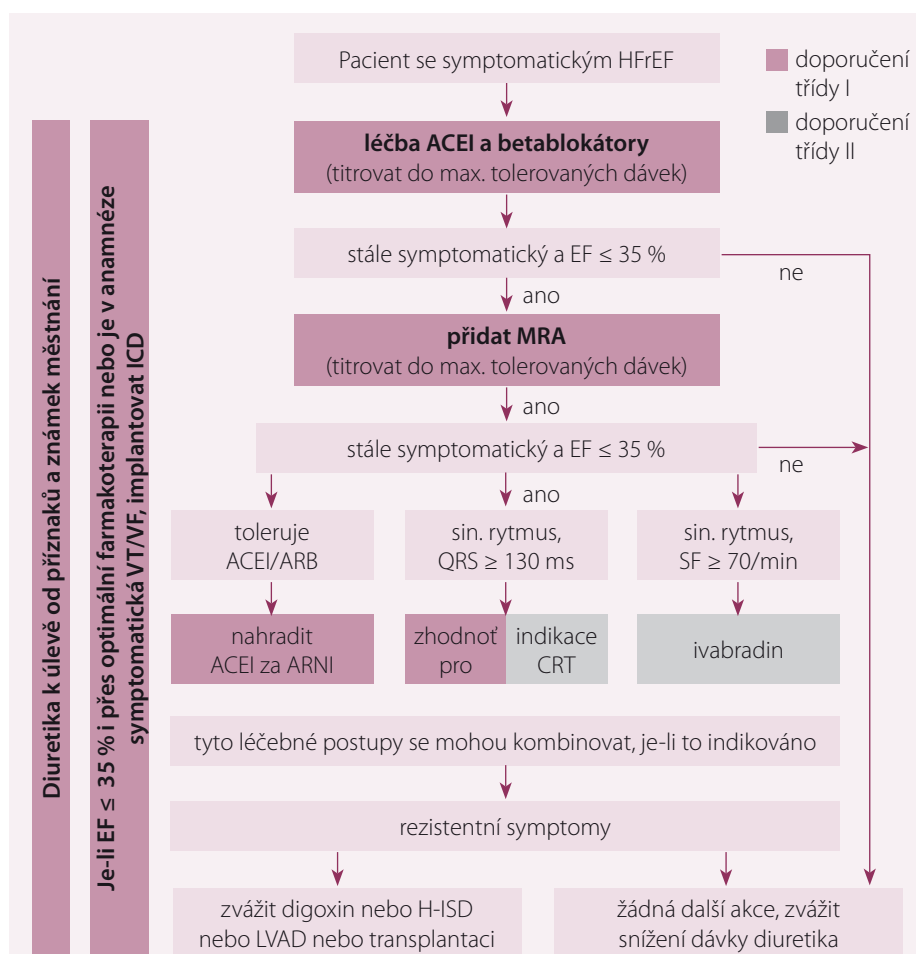 Pacient se symptomatickým HFrEF
doporučení
třídy I
doporučení
třídy II
Diuretika k úlevě od příznaků a známek městnání
Je-li EF ≤ 35 % i přes optimální farmakoterapii nebo je v anamnéze
symptomatická VT/VF, implantovat ICD
léčba ACEI a betablokátory
(titrovat do max. tolerovaných dávek)
stále symptomatický a EF ≤ 35 %
ne
ano
přidat MRA
(titrovat do max. tolerovaných dávek)
ano
stále symptomatický a EF ≤ 35 %
ne
ano
toleruje
ACEI/ARB
sin. rytmus,
QRS ≥ 130 ms
sin. rytmus,
SF ≥ 70/min
nahradit
ACEI za ARNI
zhodnoť
pro
indikace
CRT
ivabradin
tyto léčebné postupy se mohou kombinovat, je-li to indikováno
rezistentní symptomy
zvážit digoxin nebo H-ISD
nebo LVAD nebo transplantaci
žádná další akce, zvážit
snížení dávky diuretika